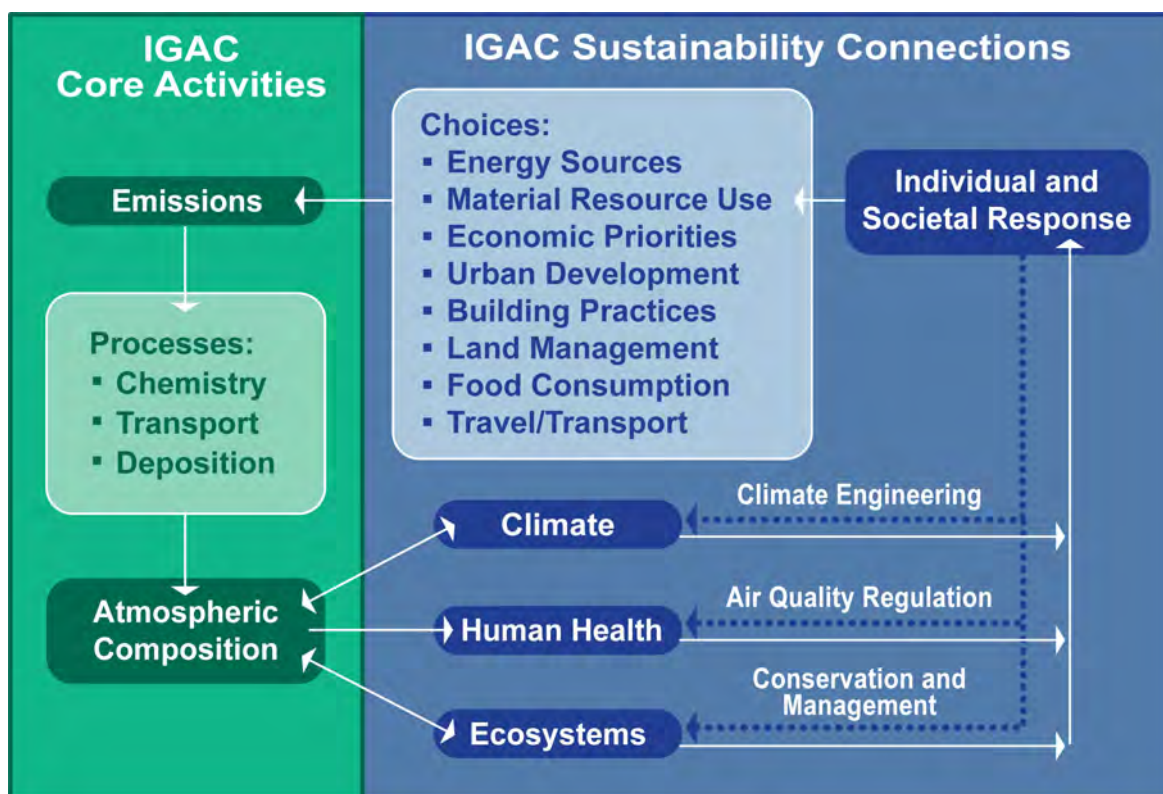 IGAC
Core Activities
IGAC Sustainability Connections
Emissions
Processes:
▪ Chemistry
▪ Transport
▪ Deposition
Atmospheric
Composition
Choices:
▪ Energy Sources
▪ Material Resource Use
▪ Economic Priorities
▪ Urban Development
▪ Building Practices
▪ Land Management
▪ Food Consumption
▪ Travel/Transport
Individual and
Societal Response
Climate
Climate Engineering
Human Health
Air Quality Regulation
Ecosystems
Conservation and
Management